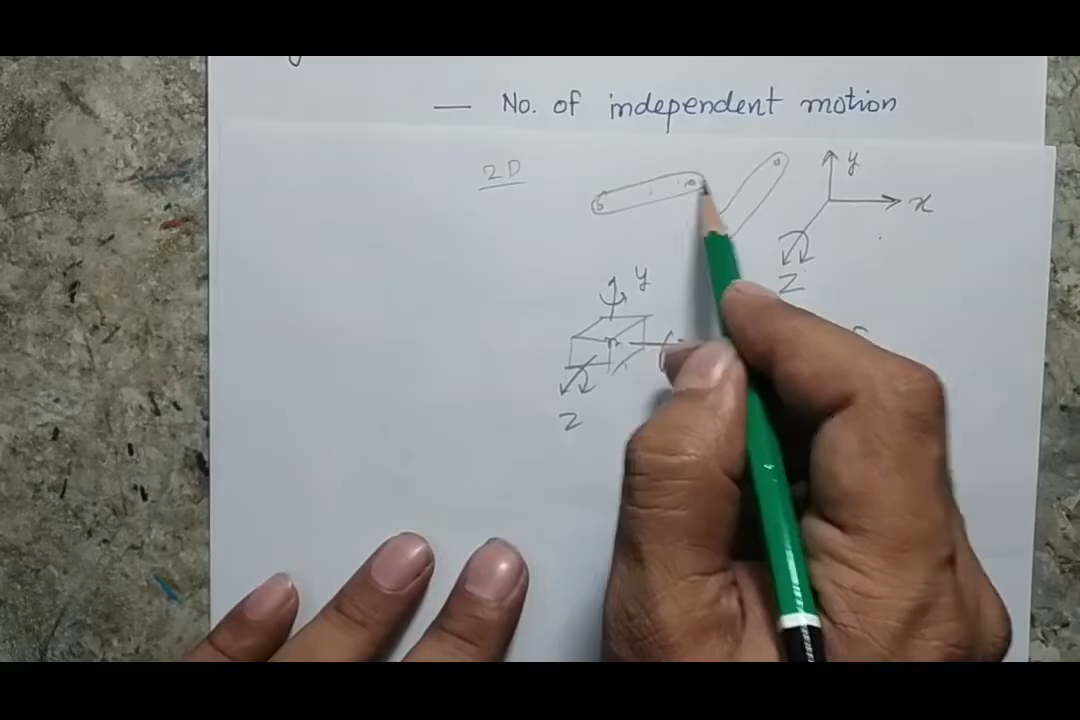 — No. of independent motion
2D
y
x
Z
y
Z